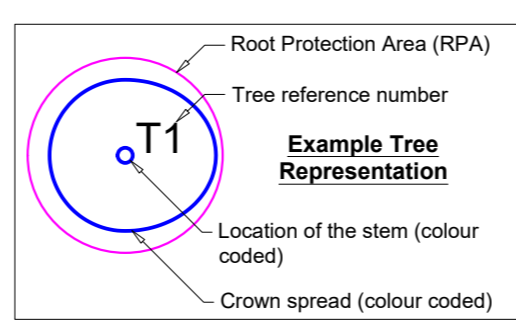 Root Protection Area (RPA)
Tree reference number
T1
Example Tree
Representation
Location of the stem (colour
coded)
Crown spread (colour coded)